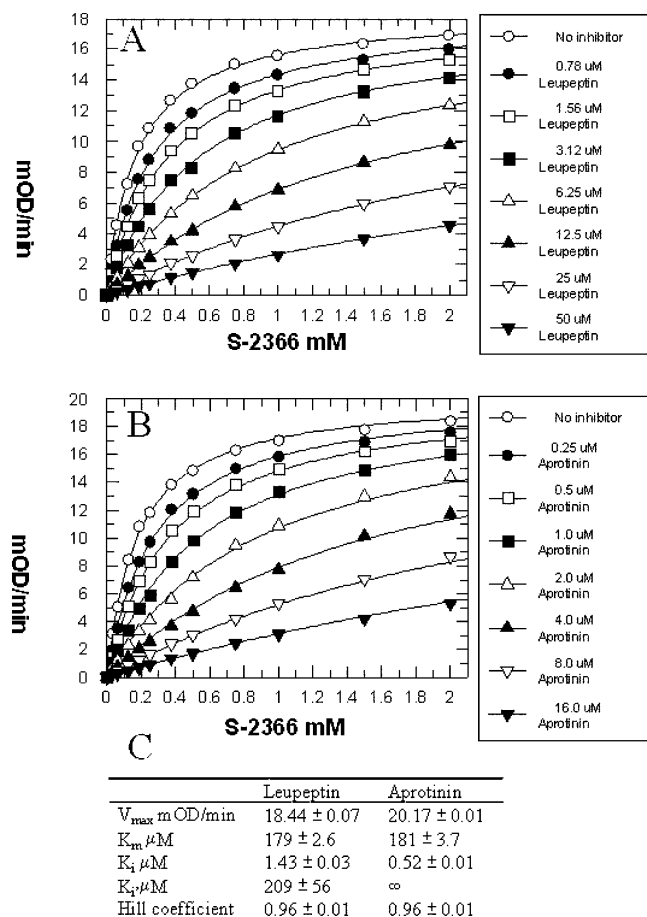 A
18
16
14
12
10
8
6
4
2
0
mOD/min
0 0.2 0.4 0.6 0.8 1 1.2 1.4 1.6 1.8 2
S-2366 mM
No inhibitor
0.78 uM
Leupeptin
1.56 uM
Leupeptin
3.12 uM
Leupeptin
6.25 uM
Leupeptin
12.5 uM
Leupeptin
25 uM
Leupeptin
50 uM
Leupeptin
B
20
18
16
14
12
10
8
6
4
2
0
mOD/min
0 0.2 0.4 0.6 0.8 1 1.2 1.4 1.6 1.8 2
S-2366 mM
No inhibitor
0.25 uM
Aprotinin
0.5 uM
Aprotinin
1.0 uM
Aprotinin
2.0 uM
Aprotinin
4.0 uM
Aprotinin
8.0 uM
Aprotinin
16.0 uM
Aprotinin
C
Leupeptin Aprotinin
Vmax mOD/min 18.44 ± 0.07 20.17 ± 0.01
Km μM 179 ± 2.6 181 ± 3.7
Ki μM 1.43 ± 0.03 0.52 ± 0.01
Ki' μM 209 ± 56 ∞
Hill coefficient 0.96 ± 0.01 0.96 ± 0.01